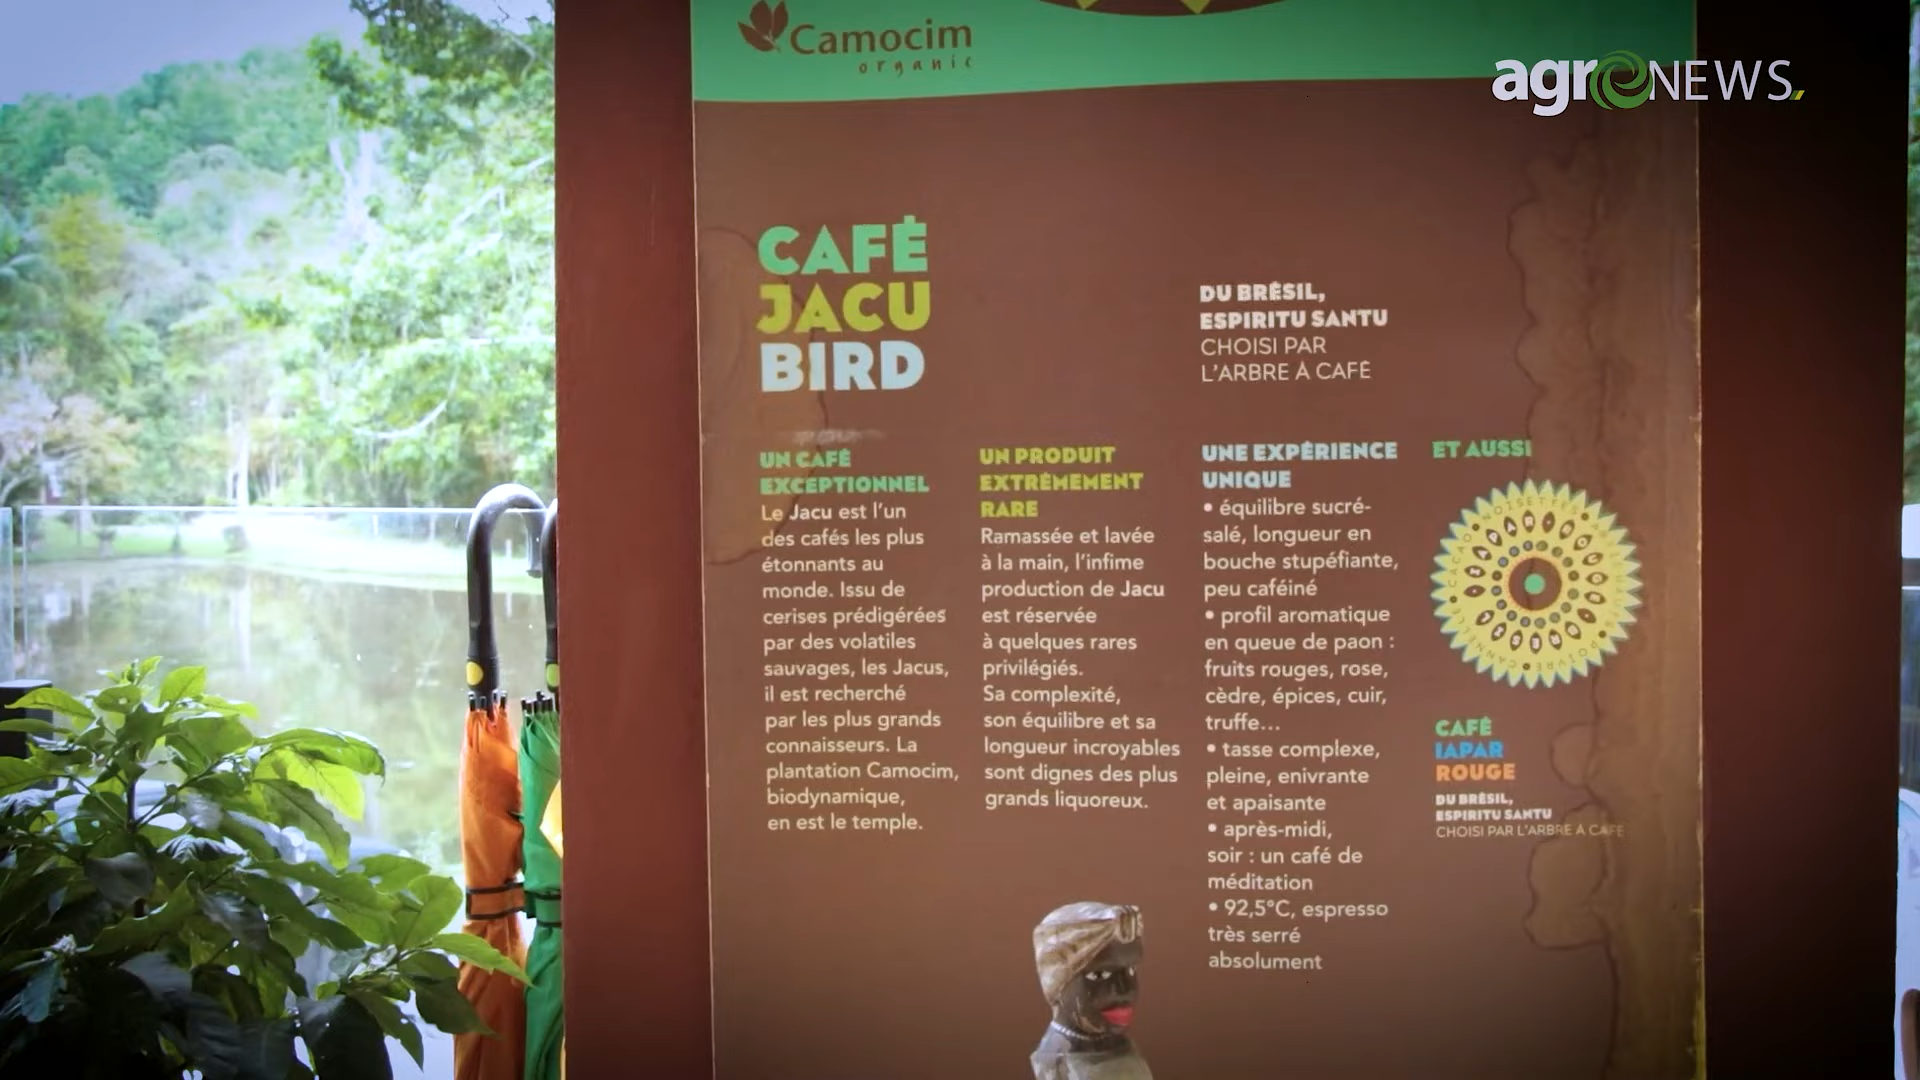 Camocim
organic
agroNEWS
CAFÉ
JACU
BIRD
DU BRÉSIL,
ESPIRITU SANTU
CHOISI PAR
L'ARBRE À CAFÉ
UN CAFÉ
EXCEPTIONNEL
Le Jacu est l'un
des cafés les plus
étonnants au
monde. Issu de
cerises prédigérées
par des volatiles
sauvages, les Jacus,
il est recherché
par les plus grands
connaisseurs. La
plantation Camocim,
biodynamique,
en est le temple.
UN PRODUIT
EXTRÊMEMENT
RARE
Ramassée et lavée
à la main, l'infime
production de Jacu
est réservée
à quelques rares
privilégiés.
Sa complexité,
son équilibre et sa
longueur incroyables
sont dignes des plus
grands liquoreux.
UNE EXPÉRIENCE
UNIQUE
• équilibre sucré-
salé, longueur en
bouche stupéfiante,
peu caféiné
• profil aromatique
en queue de paon :
fruits rouges, rose,
cèdre, épices, cuir,
truffe...
• tasse complexe,
pleine, enivrante
et apaisante
• après-midi,
soir : un café de
méditation
• 92,5°C, espresso
très serré
absolument
ET AUSSI
NOISETTES
CACAO
POIVRE
CAFÉ
IAPAR
ROUGE
DU BRÉSIL,
ESPIRITU SANTU
CHOISI PAR L'ARBRE À CAFÉ